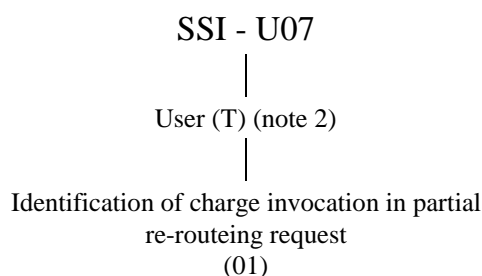 SSI - U07
User (T) (note 2)
Identification of charge invocation in partial
re-routeing request
(01)